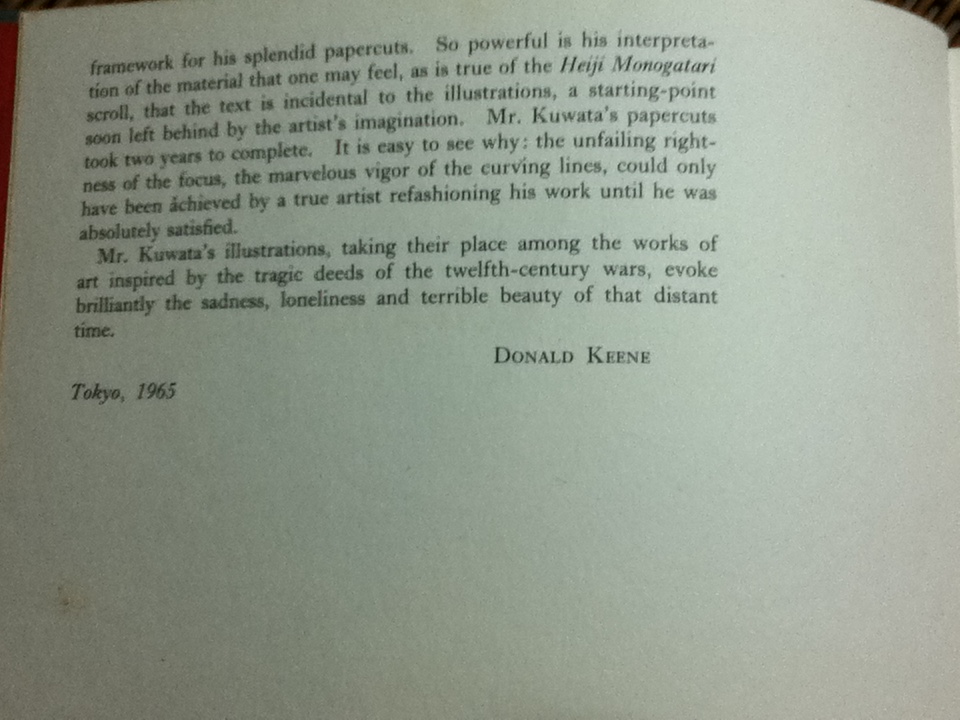 framework for his splendid papercuts. So powerful is his interpreta-
tion of the material that one may feel, as is true of the Heiji Monogatari
scroll, that the text is incidental to the illustrations, a starting-point
soon left behind by the artist's imagination. Mr. Kuwata's papercuts
took two years to complete. It is easy to see why: the unfailing right-
ness of the focus, the marvelous vigor of the curving lines, could only
have been achieved by a true artist refashioning his work until he was
absolutely satisfied.
Mr. Kuwata's illustrations, taking their place among the works of
art inspired by the tragic deeds of the twelfth-century wars, evoke
brilliantly the sadness, loneliness and terrible beauty of that distant
time.
DONALD KEENE
Tokyo, 1965